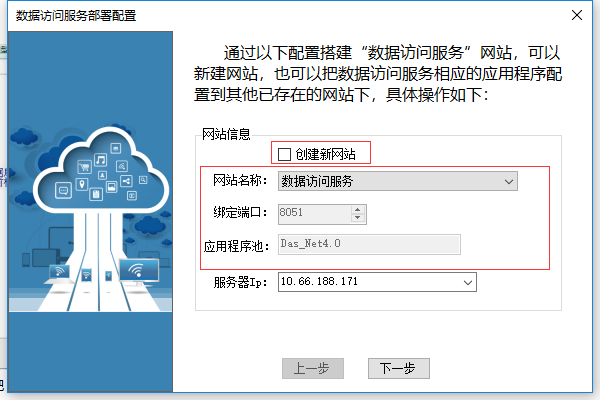 数据访问服务部署配置
通过以下配置搭建“数据访问服务”网站，可以
新建网站，也可以把数据访问服务相应的应用程序配
置到其他已存在的网站下，具体操作如下：
网站信息
创建新网站
网站名称： 数据访问服务
绑定端口： 8051
应用程序池： Das_Net4.0
服务器Ip： 10.66.188.171
上一步 下一步